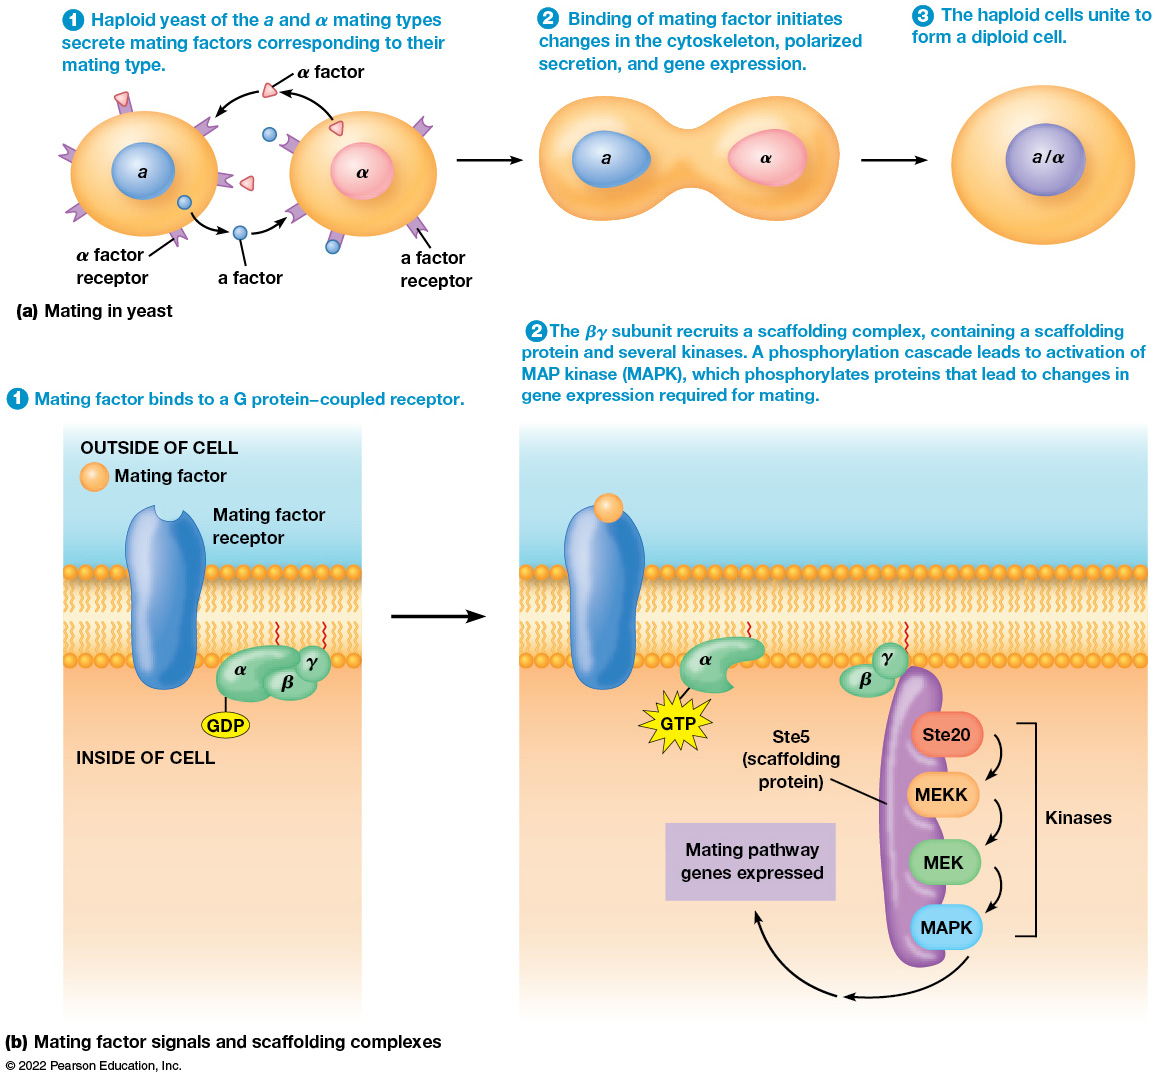 1 Haploid yeast of the a and α mating types
secrete mating factors corresponding to their
mating type.
2 Binding of mating factor initiates
changes in the cytoskeleton, polarized
secretion, and gene expression.
3 The haploid cells unite to
form a diploid cell.
α factor
a
α
a
α
a/α
α factor
receptor
a factor
a factor
receptor
(a) Mating in yeast
1 Mating factor binds to a G protein–coupled receptor.
2 The βγ subunit recruits a scaffolding complex, containing a scaffolding
protein and several kinases. A phosphorylation cascade leads to activation of
MAP kinase (MAPK), which phosphorylates proteins that lead to changes in
gene expression required for mating.
OUTSIDE OF CELL
Mating factor
Mating factor
receptor
α
β
γ
GDP
INSIDE OF CELL
α
GTP
γ
β
Ste5
(scaffolding
protein)
Ste20
MEKK
MEK
MAPK
Kinases
Mating pathway
genes expressed
(b) Mating factor signals and scaffolding complexes
© 2022 Pearson Education, Inc.